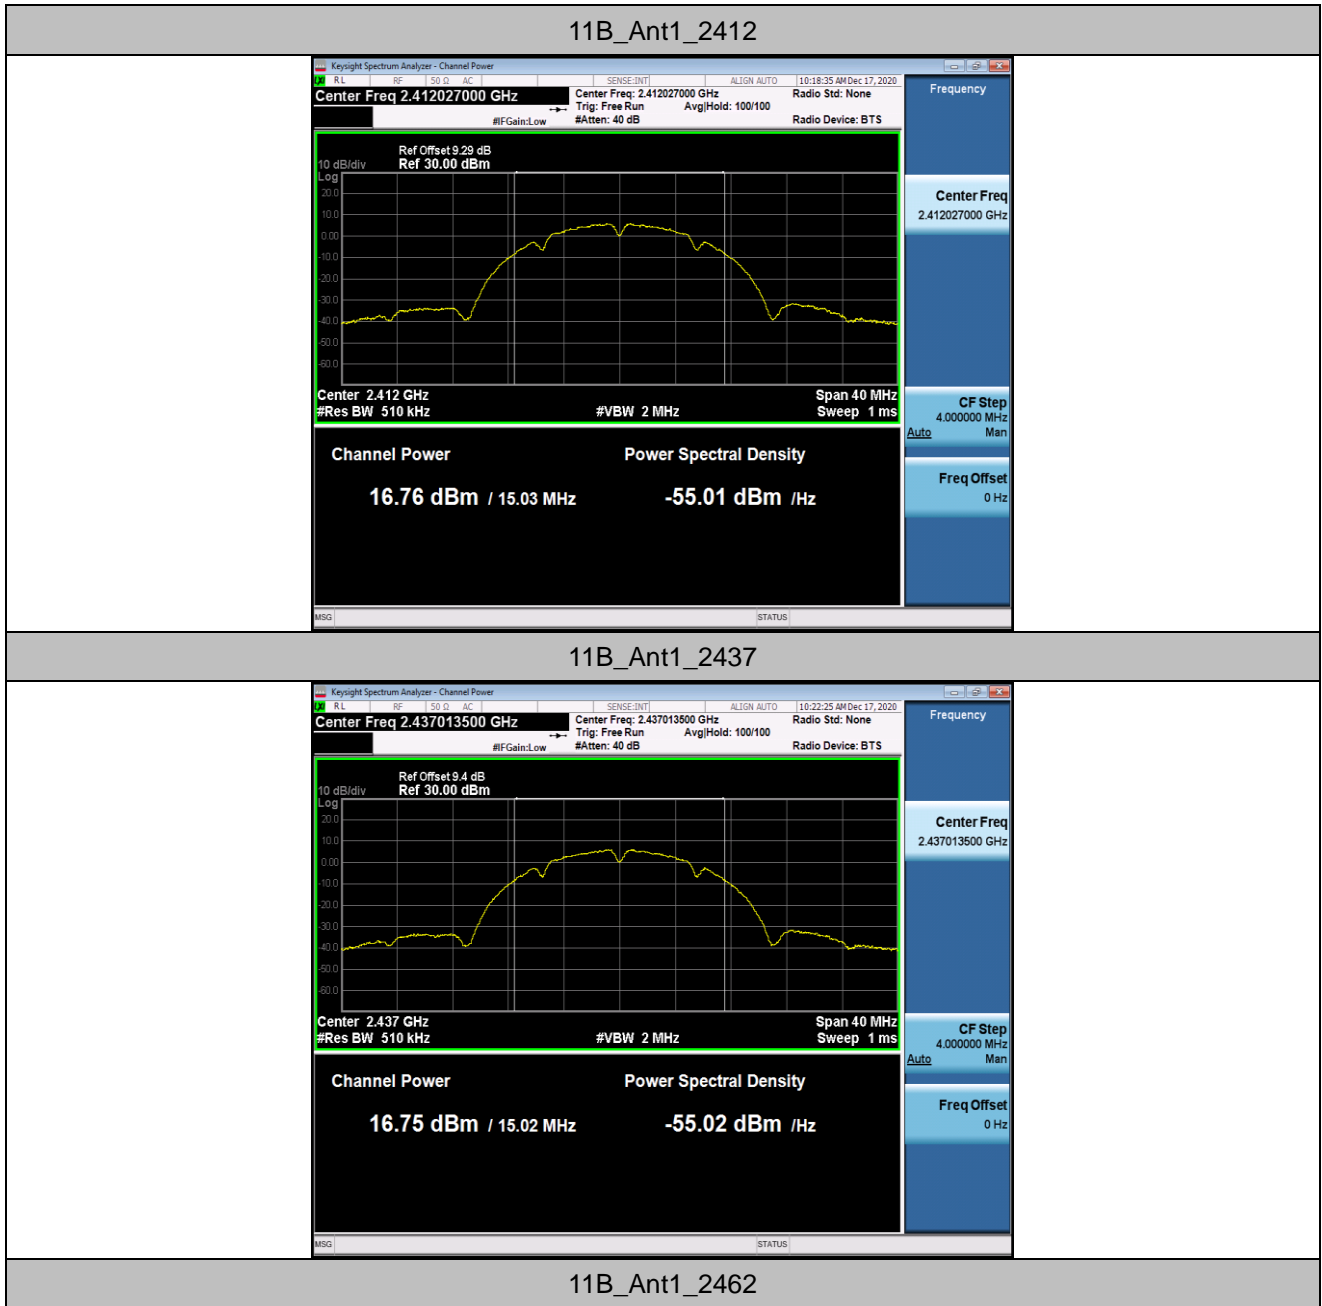 11B_Ant1_2412
Keysight Spectrum Analyzer - Channel Power
RL RF 50 Ω AC SENSE:INT ALIGN AUTO 10:18:35 AM Dec 17, 2020
Center Freq 2.412027000 GHz Center Freq: 2.412027000 GHz Radio Std: None Frequency
Trig: Free Run Avg|Hold: 100/100
#IFGain:Low #Atten: 40 dB Radio Device: BTS
Ref Offset 9.29 dB
10 dB/div Ref 30.00 dBm
Log
20.0
10.0
0.00
-10.0
-20.0
-30.0
-40.0
-50.0
-60.0
Center 2.412 GHz Span 40 MHz
#Res BW 510 kHz #VBW 2 MHz Sweep 1 ms
Center Freq
2.412027000 GHz
CF Step
4.000000 MHz
Auto Man
Freq Offset
0 Hz
Channel Power Power Spectral Density
16.76 dBm / 15.03 MHz -55.01 dBm /Hz
MSG STATUS
11B_Ant1_2437
Keysight Spectrum Analyzer - Channel Power
RL RF 50 Ω AC SENSE:INT ALIGN AUTO 10:22:25 AM Dec 17, 2020
Center Freq 2.437013500 GHz Center Freq: 2.437013500 GHz Radio Std: None Frequency
Trig: Free Run Avg|Hold: 100/100
#IFGain:Low #Atten: 40 dB Radio Device: BTS
Ref Offset 9.4 dB
10 dB/div Ref 30.00 dBm
Log
20.0
10.0
0.00
-10.0
-20.0
-30.0
-40.0
-50.0
-60.0
Center 2.437 GHz Span 40 MHz
#Res BW 510 kHz #VBW 2 MHz Sweep 1 ms
Center Freq
2.437013500 GHz
CF Step
4.000000 MHz
Auto Man
Freq Offset
0 Hz
Channel Power Power Spectral Density
16.75 dBm / 15.02 MHz -55.02 dBm /Hz
MSG STATUS
11B_Ant1_2462